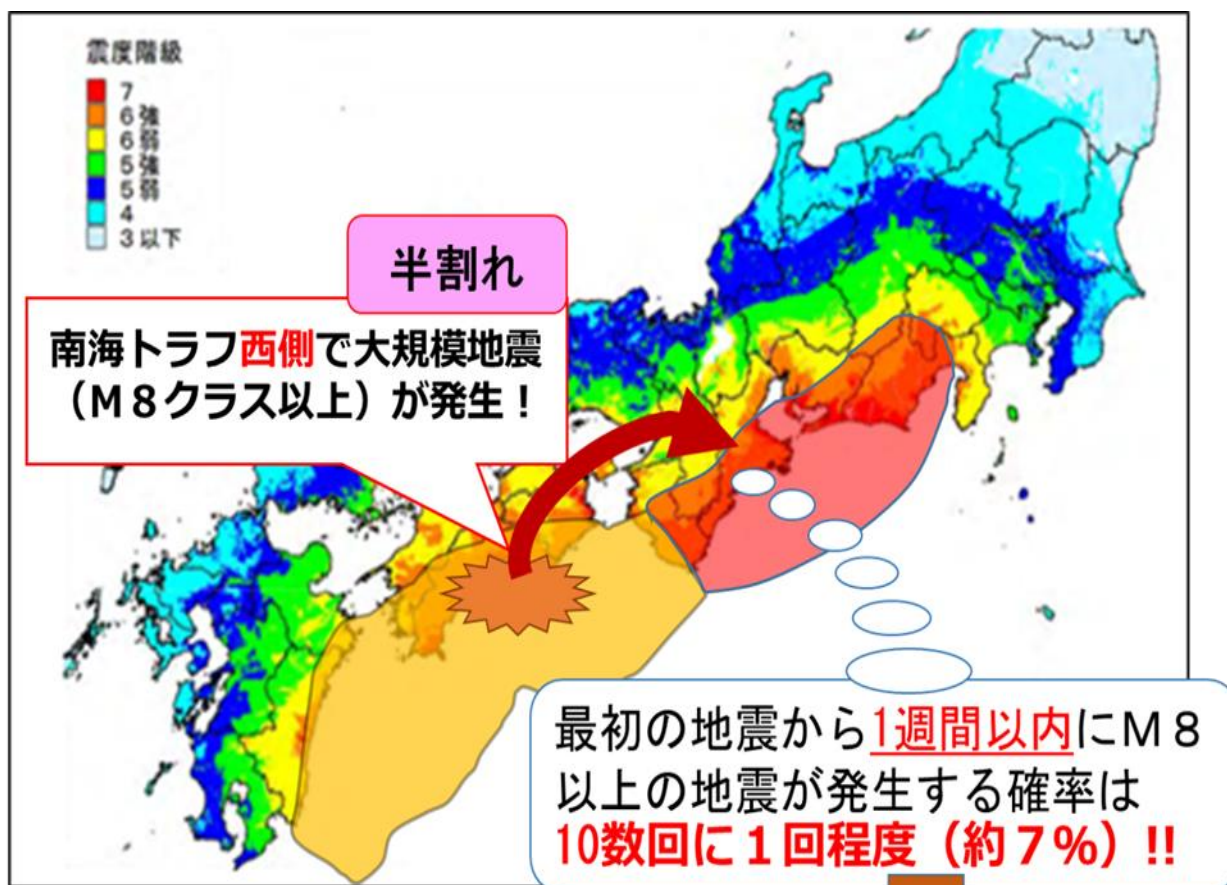 震度階級
7
6強
6弱
5強
5弱
4
3以下
半割れ
南海トラフ西側で大規模地震
（M８クラス以上）が発生！
最初の地震から1週間以内にM８
以上の地震が発生する確率は
10数回に１回程度（約７%）!!